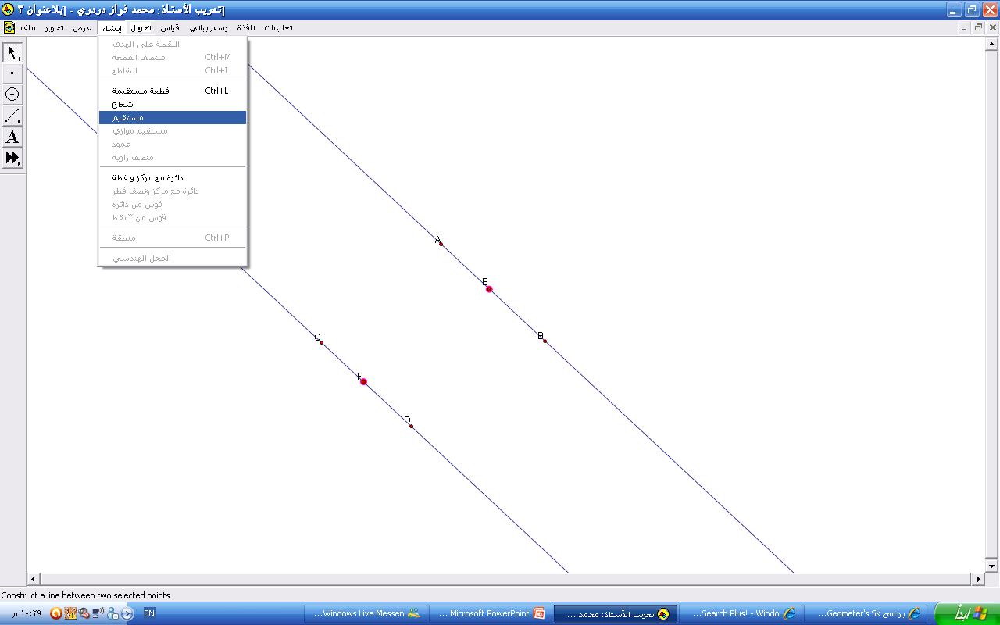 [تعريب الأستاذ: محمد فواز دردري - [بلاعنوان ٣
ملف تحرير عرض إنشاء تحويل قياس رسم بياني نافذة تعليمات
النقطة على الهدف
منتصف القطعة Ctrl+M
التقاطع Ctrl+I
قطعة مستقيمة Ctrl+L
شعاع
مستقيم
مستقيم موازي
عمود
منصف زاوية
دائرة مع مركز ونقطة
دائرة مع مركز ونصف قطر
قوس من دائرة
قوس من ٣ نقط
منطقة Ctrl+P
المحل الهندسي
A
A
E
B
C
F
D
Construct a line between two selected points
١٠:٢٩ م
EN
...Windows Live Messen
... Microsoft PowerPoint
تعريب الأستاذ: محمد ...
...Search Plus! - Windo
...Geometer's Sk برنامج
ابدأ